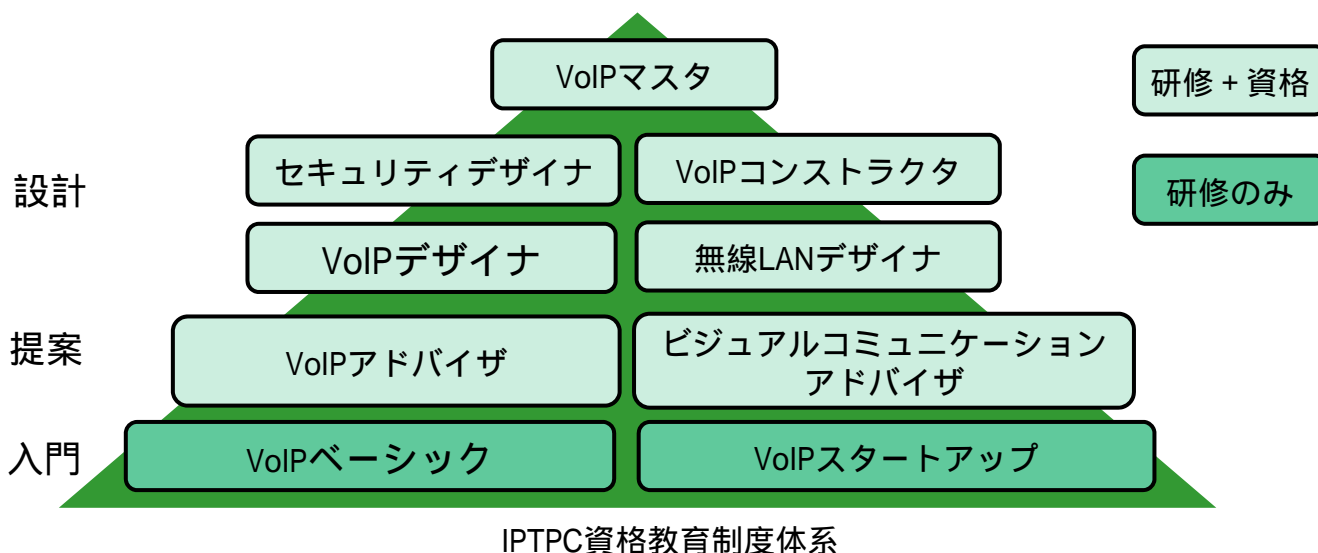 VoIPマスタ
研修 + 資格
セキュリティデザイナ
VoIPコンストラクタ
設計
研修のみ
VoIPデザイナ
無線LANデザイナ
提案
VoIPアドバイザ
ビジュアルコミュニケーション
アドバイザ
入門
VoIPベーシック
VoIPスタートアップ
IPTPC資格教育制度体系